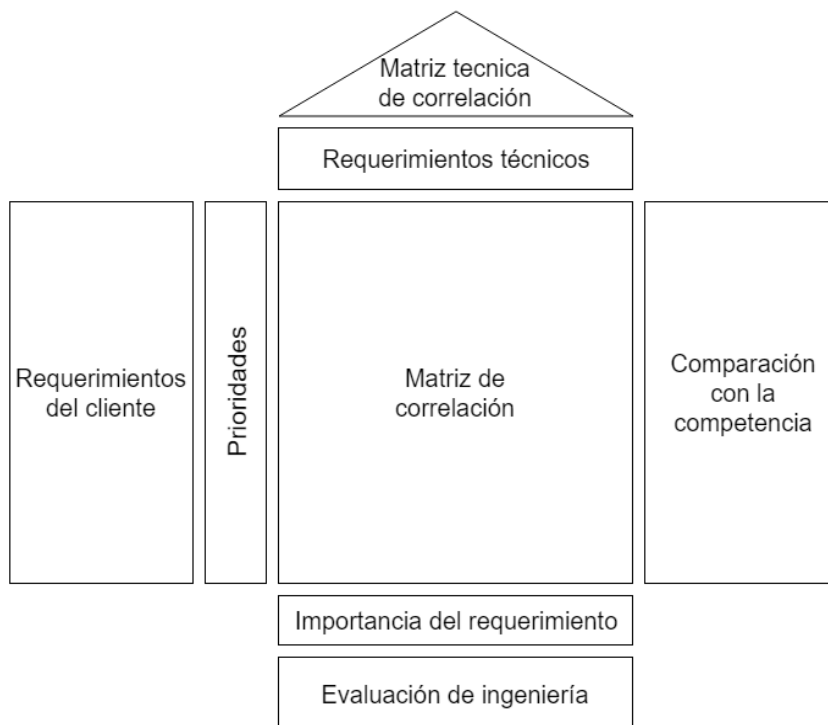 Matriz tecnica
de correlación
Requerimientos técnicos
Requerimientos
del cliente
Prioridades
Matriz de
correlación
Comparación
con la
competencia
Importancia del requerimiento
Evaluación de ingeniería